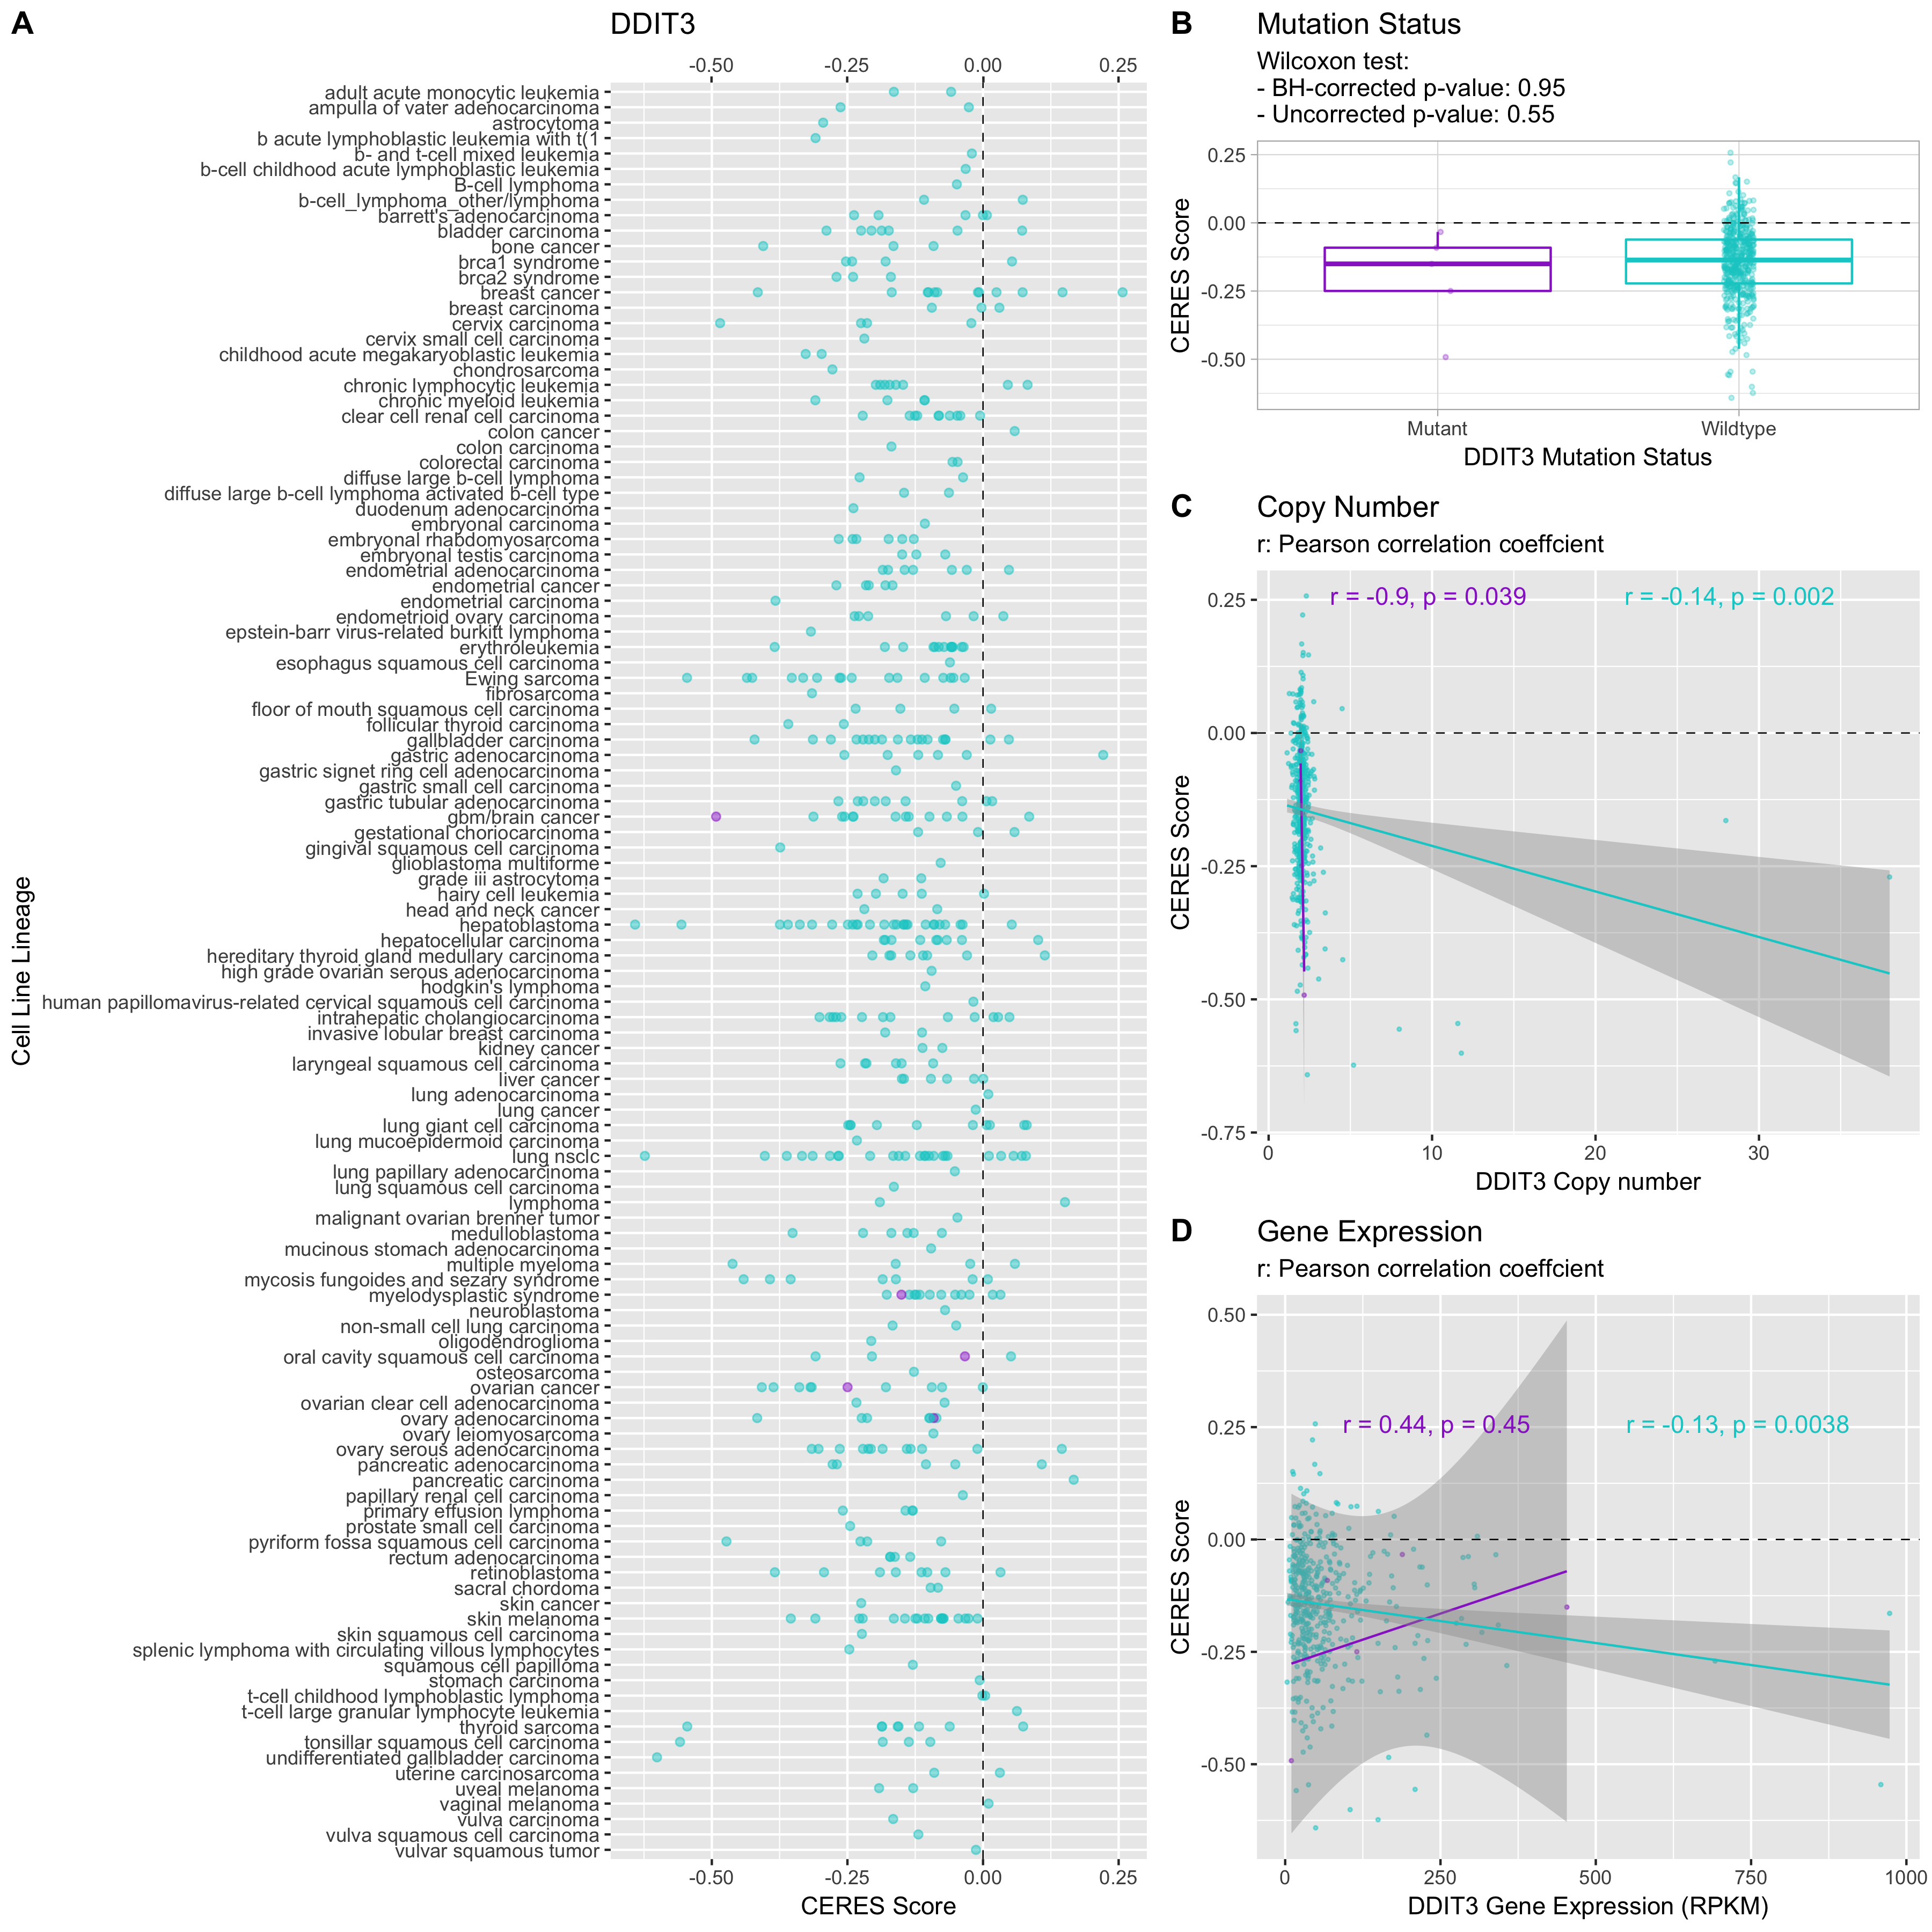 A
DDIT3
-0.50 -0.25 0.00 0.25
adult acute monocytic leukemia
ampulla of vater adenocarcinoma
astrocytoma
b acute lymphoblastic leukemia with t(1
b- and t-cell mixed leukemia
b-cell childhood acute lymphoblastic leukemia
B-cell lymphoma
b-cell_lymphoma_other/lymphoma
barrett's adenocarcinoma
bladder carcinoma
bone cancer
brca1 syndrome
brca2 syndrome
breast cancer
breast carcinoma
cervix carcinoma
cervix small cell carcinoma
childhood acute megakaryoblastic leukemia
chondrosarcoma
chronic lymphocytic leukemia
chronic myeloid leukemia
clear cell renal cell carcinoma
colon cancer
colon carcinoma
colorectal carcinoma
diffuse large b-cell lymphoma
diffuse large b-cell lymphoma activated b-cell type
duodenum adenocarcinoma
embryonal carcinoma
embryonal rhabdomyosarcoma
embryonal testis carcinoma
endometrial adenocarcinoma
endometrial cancer
endometrial carcinoma
endometrioid ovary carcinoma
epstein-barr virus-related burkitt lymphoma
erythroleukemia
esophagus squamous cell carcinoma
Ewing sarcoma
fibrosarcoma
floor of mouth squamous cell carcinoma
follicular thyroid carcinoma
gallbladder carcinoma
gastric adenocarcinoma
gastric signet ring cell adenocarcinoma
gastric small cell carcinoma
gastric tubular adenocarcinoma
gbm/brain cancer
gestational choriocarcinoma
gingival squamous cell carcinoma
glioblastoma multiforme
grade iii astrocytoma
hairy cell leukemia
head and neck cancer
hepatoblastoma
hepatocellular carcinoma
hereditary thyroid gland medullary carcinoma
high grade ovarian serous adenocarcinoma
hodgkin's lymphoma
human papillomavirus-related cervical squamous cell carcinoma
intrahepatic cholangiocarcinoma
invasive lobular breast carcinoma
kidney cancer
laryngeal squamous cell carcinoma
liver cancer
lung adenocarcinoma
lung cancer
lung giant cell carcinoma
lung mucoepidermoid carcinoma
lung nsclc
lung papillary adenocarcinoma
lung squamous cell carcinoma
lymphoma
malignant ovarian brenner tumor
medulloblastoma
mucinous stomach adenocarcinoma
multiple myeloma
mycosis fungoides and sezary syndrome
myelodysplastic syndrome
neuroblastoma
non-small cell lung carcinoma
oligodendroglioma
oral cavity squamous cell carcinoma
osteosarcoma
ovarian cancer
ovarian clear cell adenocarcinoma
ovary adenocarcinoma
ovary leiomyosarcoma
ovary serous adenocarcinoma
pancreatic adenocarcinoma
pancreatic carcinoma
papillary renal cell carcinoma
primary effusion lymphoma
prostate small cell carcinoma
pyriform fossa squamous cell carcinoma
rectum adenocarcinoma
retinoblastoma
sacral chordoma
skin cancer
skin melanoma
skin squamous cell carcinoma
splenic lymphoma with circulating villous lymphocytes
squamous cell papilloma
stomach carcinoma
t-cell childhood lymphoblastic lymphoma
t-cell large granular lymphocyte leukemia
thyroid sarcoma
tonsillar squamous cell carcinoma
undifferentiated gallbladder carcinoma
uterine carcinosarcoma
uveal melanoma
vaginal melanoma
vulva carcinoma
vulva squamous cell carcinoma
vulvar squamous tumor
-0.50 -0.25 0.00 0.25
CERES Score
Cell Line Lineage
B
Mutation Status
Wilcoxon test:
- BH-corrected p-value: 0.95
- Uncorrected p-value: 0.55
0.25
0.00
-0.25
-0.50
CERES Score
Mutant Wildtype
DDIT3 Mutation Status
C
Copy Number
r: Pearson correlation coeffcient
r = -0.9, p = 0.039 r = -0.14, p = 0.002
0.25
0.00
-0.25
-0.50
-0.75
CERES Score
0 10 20 30
DDIT3 Copy number
D
Gene Expression
r: Pearson correlation coeffcient
r = 0.44, p = 0.45 r = -0.13, p = 0.0038
0.50
0.25
0.00
-0.25
-0.50
CERES Score
0 250 500 750 1000
DDIT3 Gene Expression (RPKM)